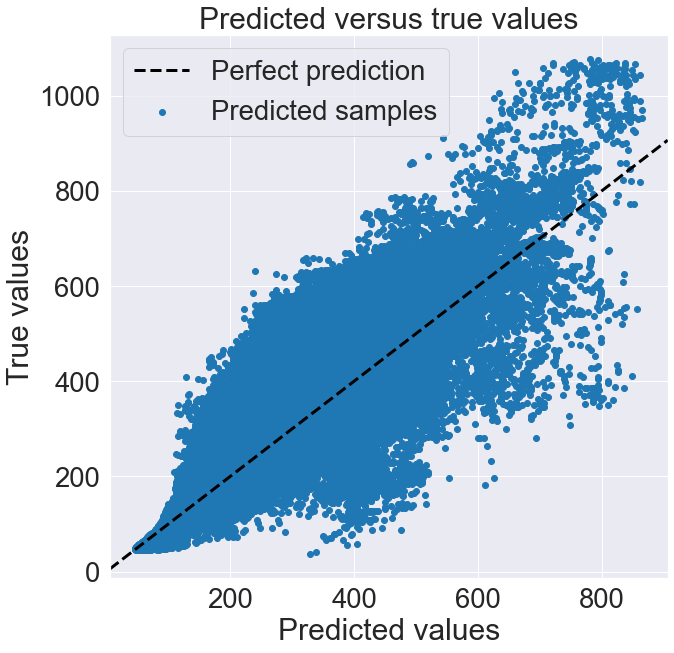 Predicted versus true values
Perfect prediction
Predicted samples
1000
800
600
400
200
0
True values
200 400 600 800
Predicted values